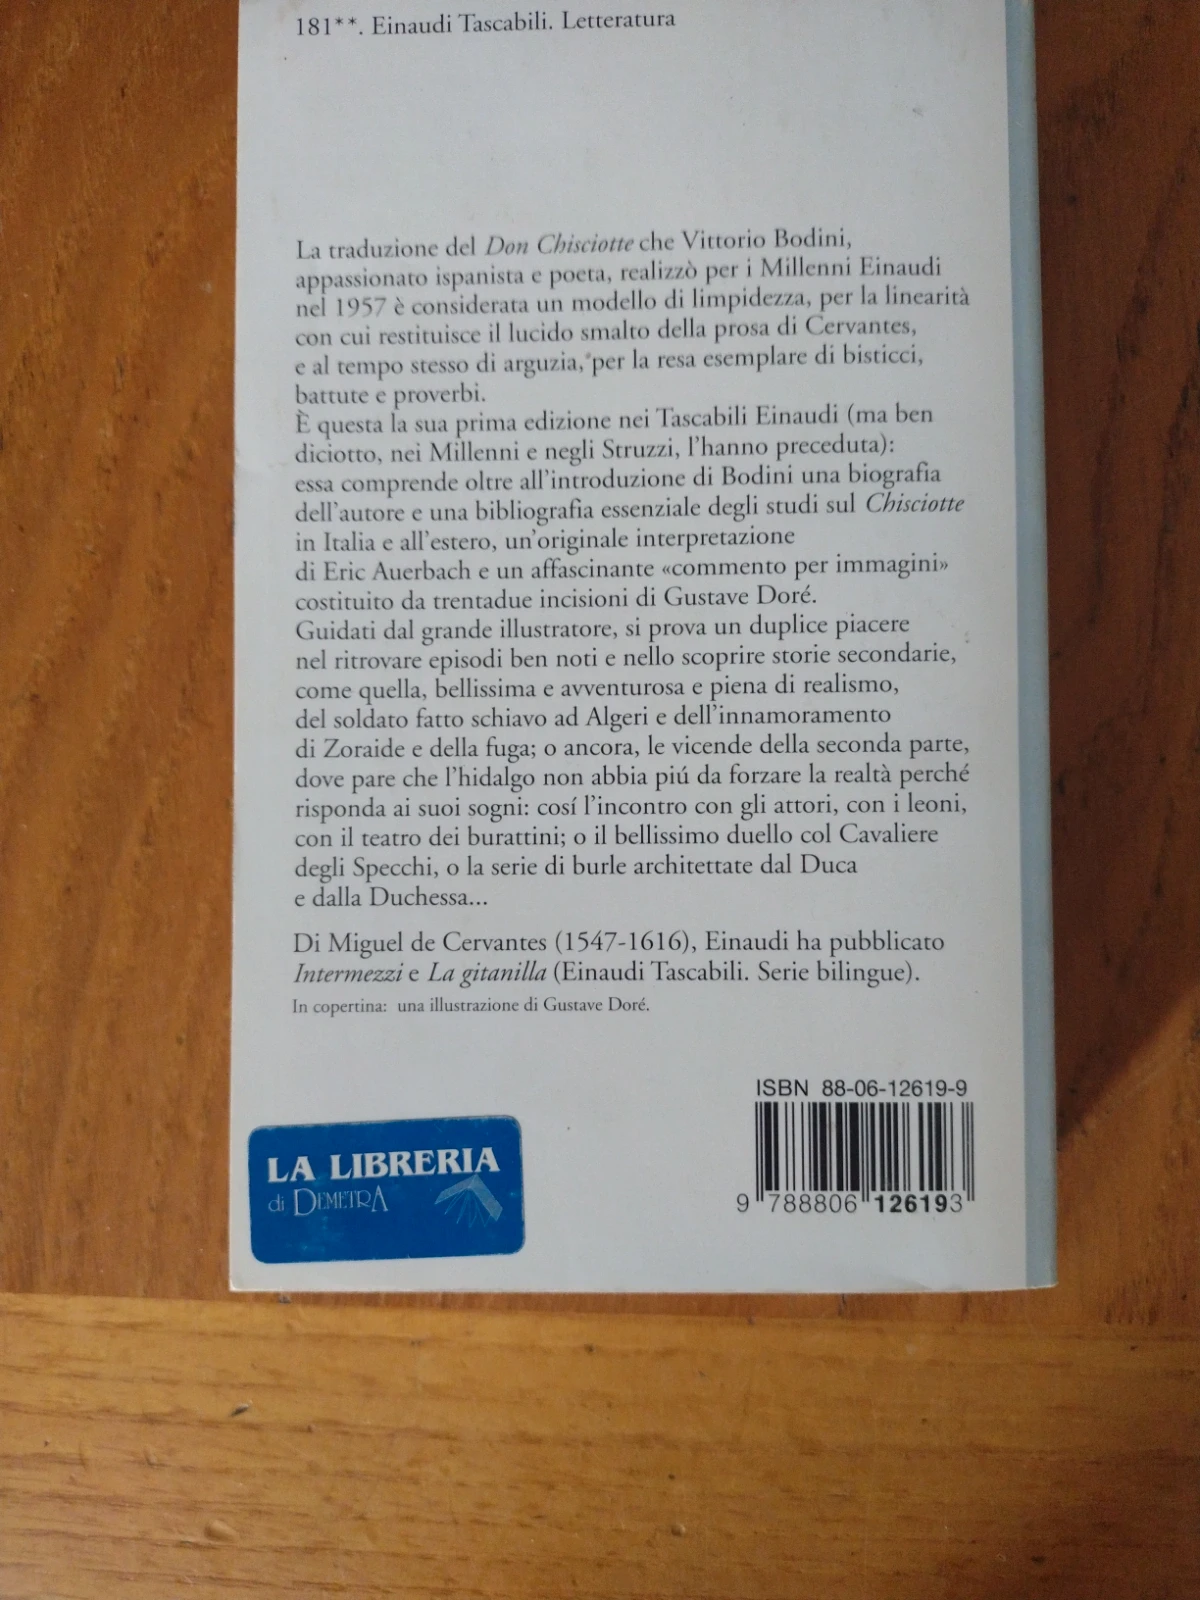 181**. Einaudi Tascabili. Letteratura
La traduzione del Don Chisciotte che Vittorio Bodini,
appassionato ispanista e poeta, realizzò per i Millenni Einaudi
nel 1957 è considerata un modello di limpidezza, per la linearità
con cui restituisce il lucido smalto della prosa di Cervantes,
e al tempo stesso di arguzia, per la resa esemplare di bisticci,
battute e proverbi.
È questa la sua prima edizione nei Tascabili Einaudi (ma ben
diciotto, nei Millenni e negli Struzzi, l'hanno preceduta):
essa comprende oltre all'introduzione di Bodini una biografia
dell'autore e una bibliografia essenziale degli studi sul Chisciotte
in Italia e all'estero, un'originale interpretazione
di Eric Auerbach e un affascinante «commento per immagini»
costituito da trentadue incisioni di Gustave Doré.
Guidati dal grande illustratore, si prova un duplice piacere
nel ritrovare episodi ben noti e nello scoprire storie secondarie,
come quella, bellissima e avventurosa e piena di realismo,
del soldato fatto schiavo ad Algeri e dell'innamoramento
di Zoraide e della fuga; o ancora, le vicende della seconda parte,
dove pare che l'hidalgo non abbia piú da forzare la realtà perché
risponda ai suoi sogni: cosí l'incontro con gli attori, con i leoni,
con il teatro dei burattini; o il bellissimo duello col Cavaliere
degli Specchi, o la serie di burle architettate dal Duca
e dalla Duchessa...
Di Miguel de Cervantes (1547-1616), Einaudi ha pubblicato
Intermezzi e La gitanilla (Einaudi Tascabili. Serie bilingue).
In copertina: una illustrazione di Gustave Doré.
ISBN 88-06-12619-9
9 788806 126193
LA LIBRERIA
di DEMETRA